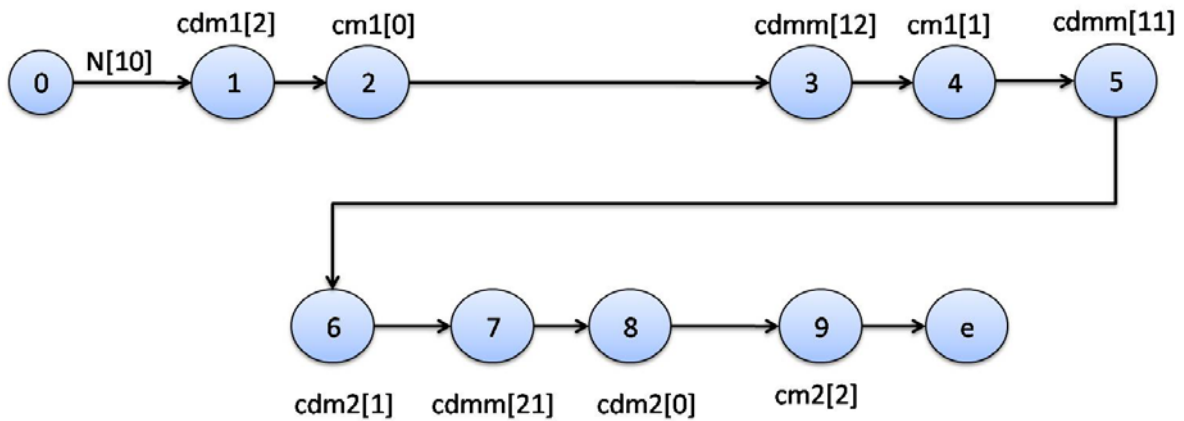 cdm1[2] cm1[0] cdmm[12] cm1[1] cdmm[11]
0 N[10] 1 2 3 4 5
6 7 8 9 e
cdm2[1] cdmm[21] cdm2[0] cm2[2]